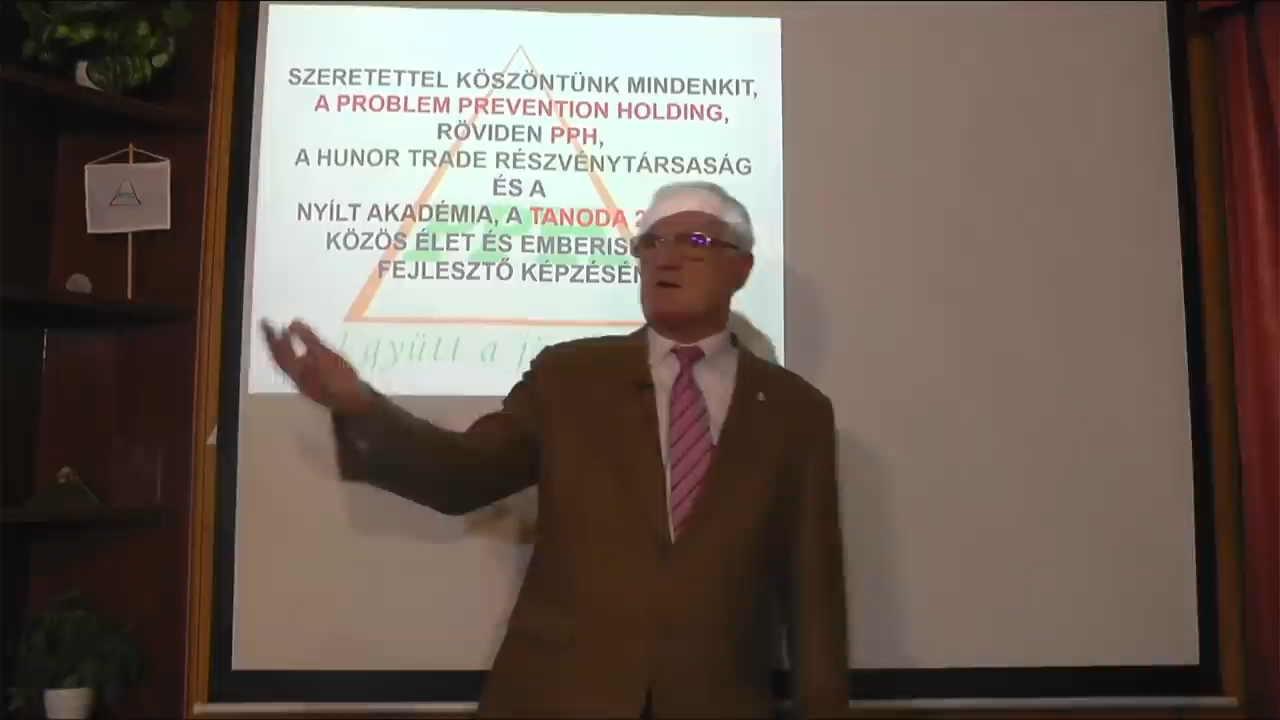 SZERETETTEL KÖSZÖNTÜNK MINDENKIT,
A PROBLEM PREVENTION HOLDING,
RÖVIDEN PPH,
A HUNOR TRADE RÉSZVÉNYTÁRSASÁG
ÉS A
NYÍLT AKADÉMIA, A TANODA
KÖZÖS ÉLET ÉS
FEJLESZTŐ
Együtt a